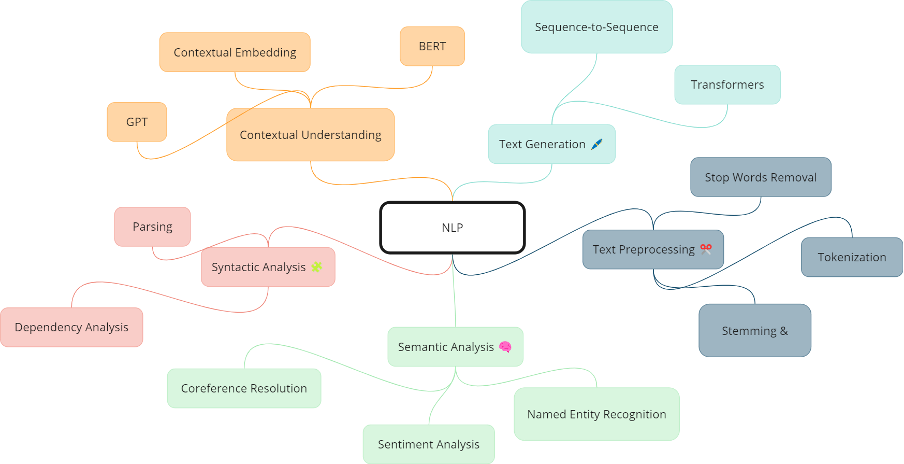 Sequence-to-Sequence
BERT
Contextual Embedding
Transformers
GPT
Contextual Understanding
Text Generation
Stop Words Removal
Parsing
NLP
Text Preprocessing
Tokenization
Syntactic Analysis
Dependency Analysis
Stemming &
Semantic Analysis
Coreference Resolution
Named Entity Recognition
Sentiment Analysis